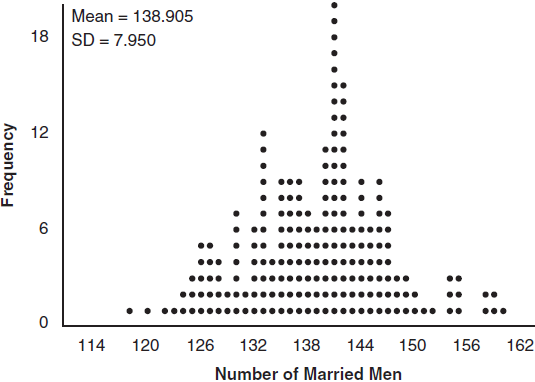 Mean = 138.905
SD = 7.950
18
12
6
0
Frequency
114 120 126 132 138 144 150 156 162
Number of Married Men